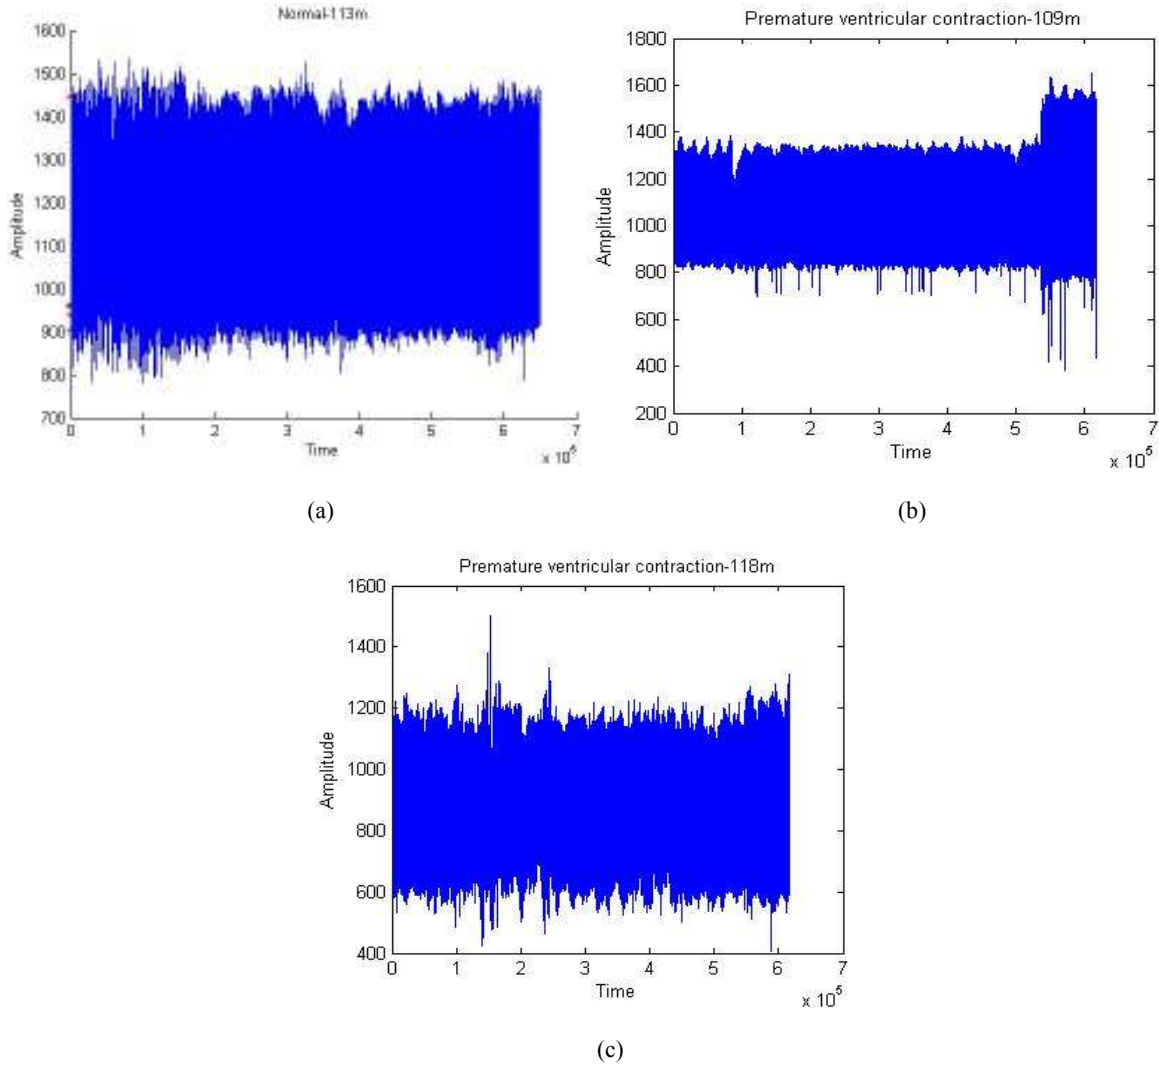 Normal-113m
1600
1500
1400
1300
1200
1100
1000
900
800
700
Amplitude
0 1 2 3 4 5 6 7
Time
x 10^5
(a)
Premature ventricular contraction-109m
1800
1600
1400
1200
1000
800
600
400
200
Amplitude
0 1 2 3 4 5 6 7
Time
x 10^5
(b)
Premature ventricular contraction-118m
1600
1400
1200
1000
800
600
400
Amplitude
0 1 2 3 4 5 6 7
Time
x 10^5
(c)